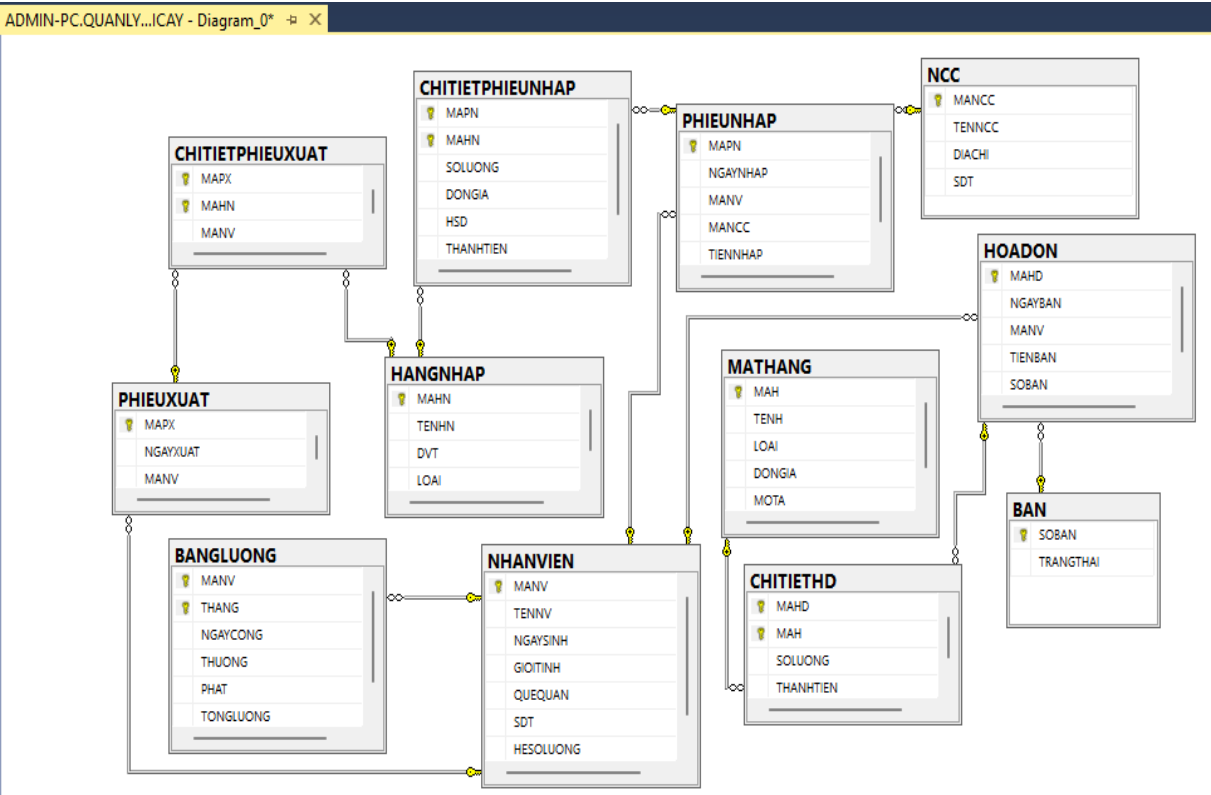 ADMIN-PC.QUANLY...ICAY - Diagram_0*
CHITIETPHIEUXUAT
MAPX
MAHN
MANV
CHITIETPHIEUNHAP
MAPN
MAHN
SOLUONG
DONGIA
HSD
THANHTIEN
PHIEUNHAP
MAPN
NGAYNHAP
MANV
MANCC
TIENNHAP
NCC
MANCC
TENNCC
DIACHI
SDT
HOADON
MAHD
NGAYBAN
MANV
TIENBAN
SOBAN
PHIEUXUAT
MAPX
NGAYXUAT
MANV
HANGNHAP
MAHN
TENHN
DVT
LOAI
MATHANG
MAH
TENH
LOAI
DONGIA
MOTA
BAN
SOBAN
TRANGTHAI
BANGLUONG
MANV
THANG
NGAYCONG
THUONG
PHAT
TONGLUONG
NHANVIEN
MANV
TENNV
NGAYSINH
GIOITINH
QUEQUAN
SDT
HESOLUONG
CHITIETHD
MAHD
MAH
SOLUONG
THANHTIEN